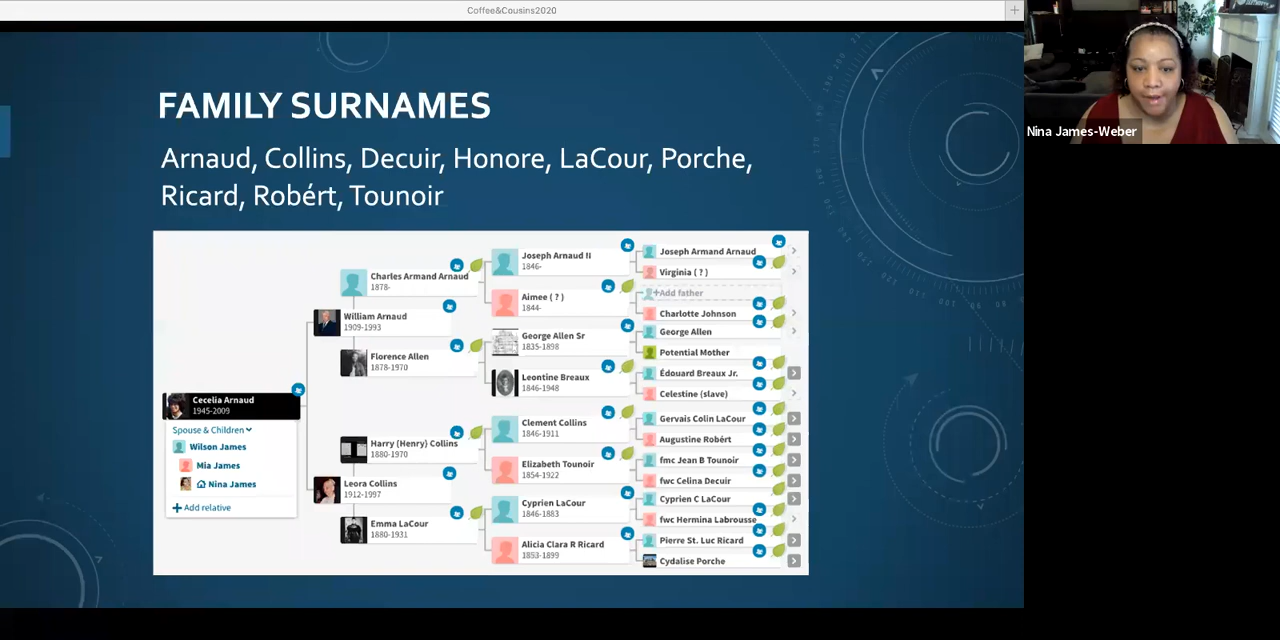 Coffee&Cousins2020
Nina James-Weber
FAMILY SURNAMES
Arnaud, Collins, Decuir, Honore, LaCour, Porche,
Ricard, Robért, Tounoir
Cecelia Arnaud
1945-2009
Spouse & Children
Wilson James
Mia James
Nina James
Add relative
William Arnaud
1909-1993
Leora Collins
1912-1997
Charles Armand Arnaud
1878-
Florence Allen
1878-1970
Harry (Henry) Collins
1880-1970
Emma LaCour
1880-1931
Joseph Arnaud II
1846-
Aimee ( ? )
1844-
George Allen Sr
1835-1898
Leontine Breaux
1846-1948
Clement Collins
1846-1911
Elizabeth Tounoir
1854-1922
Cyprien LaCour
1846-1883
Alicia Clara R Ricard
1853-1899
Joseph Armand Arnaud
Virginia ( ? )
Add father
Charlotte Johnson
George Allen
Potential Mother
Édouard Breaux Jr.
Celestine (slave)
Gervais Colin LaCour
Augustine Robért
fmc Jean B Tounoir
fwc Celina Decuir
Cyprien C LaCour
fwc Hermina Labrousse
Pierre St. Luc Ricard
Cydalise Porche